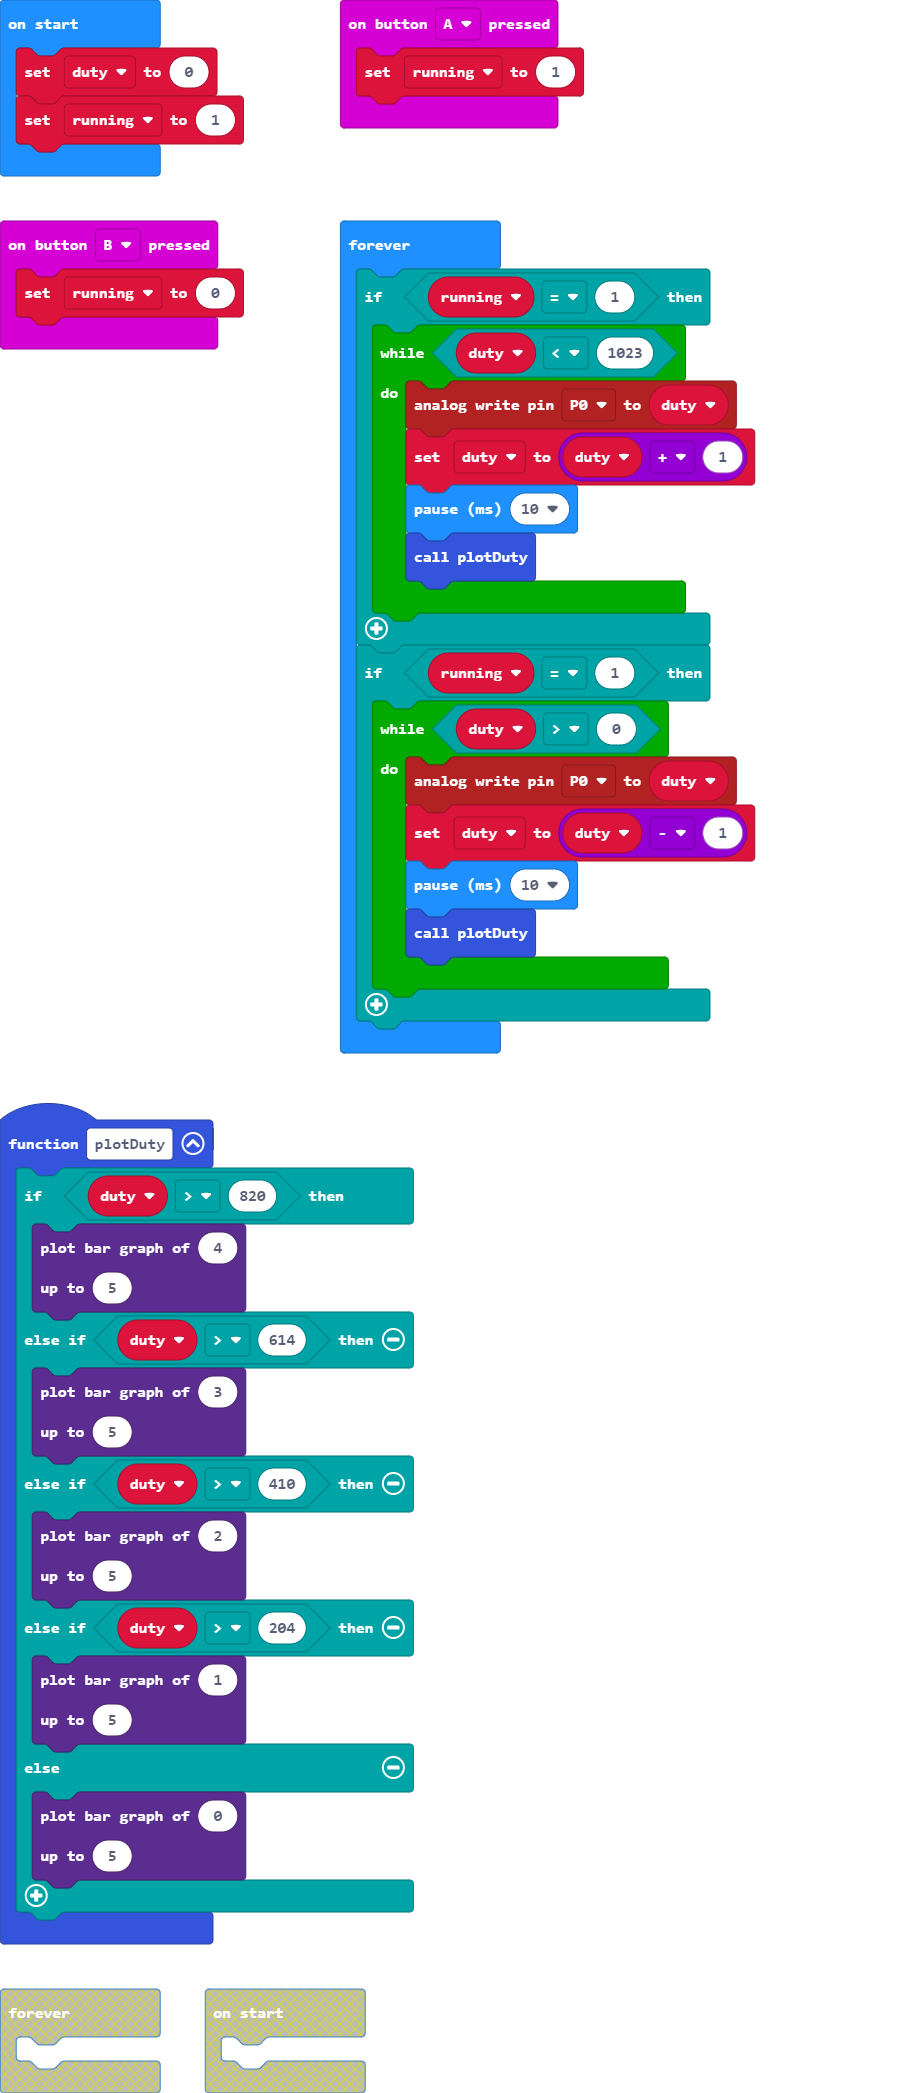 on start
set duty to 0
set running to 1
on button A pressed
set running to 1
on button B pressed
set running to 0
forever
if running = 1 then
while duty < 1023
do
analog write pin P0 to duty
set duty to duty + 1
pause (ms) 10
call plotDuty
if running = 1 then
while duty > 0
do
analog write pin P0 to duty
set duty to duty - 1
pause (ms) 10
call plotDuty
function plotDuty
if duty > 820 then
plot bar graph of 4
up to 5
else if duty > 614 then
plot bar graph of 3
up to 5
else if duty > 410 then
plot bar graph of 2
up to 5
else if duty > 204 then
plot bar graph of 1
up to 5
else
plot bar graph of 0
up to 5
forever
on start